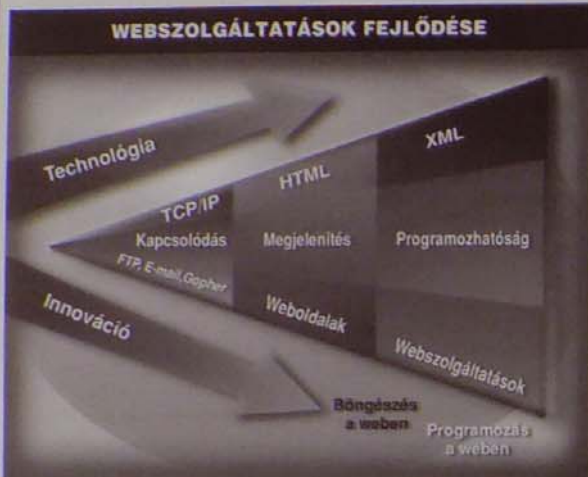 WEBSZOLGÁLTATÁSOK FEJLŐDÉSE
Technológia
TCP/IP
HTML
XML
Kapcsolódás
Megjelenítés
Programozhatóság
FTP, E-mail, Gopher
Weboldalak
Webszolgáltatások
Innováció
Böngészés
a weben
Programozás
a weben